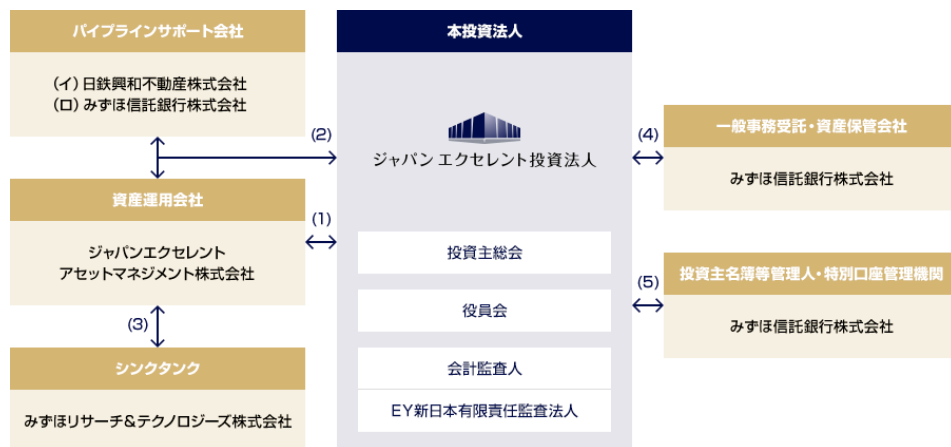 パイプラインサポート会社
(イ)日鉄興和不動産株式会社
(ロ)みずほ信託銀行株式会社
資産運用会社
ジャパンエクセレント
アセットマネジメント株式会社
(3)
シンクタンク
みずほリサーチ&テクノロジーズ株式会社
(2)
(1)
本投資法人
ジャパン エクセレント投資法人
投資主総会
役員会
会計監査人
EY新日本有限責任監査法人
(4)
一般事務受託・資産保管会社
みずほ信託銀行株式会社
(5)
投資主名簿等管理人・特別口座管理機関
みずほ信託銀行株式会社